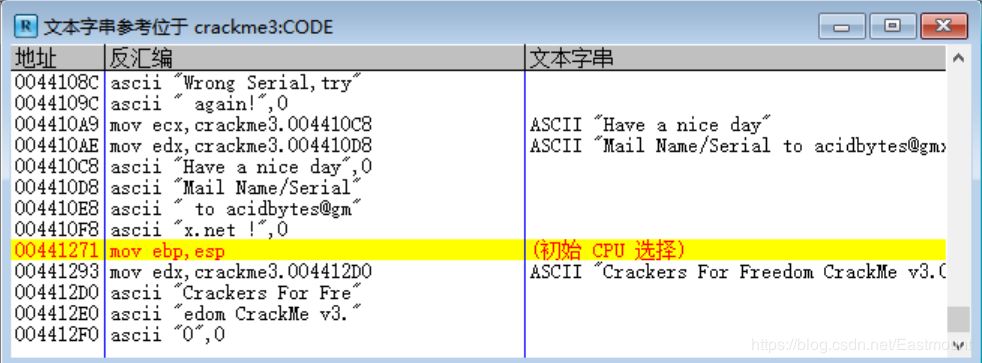 文本字串参考位于 crackme3:CODE
地址 反汇编 文本字串
0044108C ascii "Wrong Serial,try"
0044109C ascii " again!",0
004410A9 mov ecx,crackme3.004410C8 ASCII "Have a nice day"
004410AE mov edx,crackme3.004410D8 ASCII "Mail Name/Serial to acidbytes@gmx
004410C8 ascii "Have a nice day",0
004410D8 ascii "Mail Name/Serial"
004410E8 ascii " to acidbytes@gm"
004410F8 ascii "x.net !",0
00441271 mov ebp,esp (初始 CPU 选择)
00441293 mov edx,crackme3.004412D0 ASCII "Crackers For Freedom CrackMe v3.0
004412D0 ascii "Crackers For Fre"
004412E0 ascii "edom CrackMe v3."
004412F0 ascii "0",0
https://blog.csdn.net/Eastmount